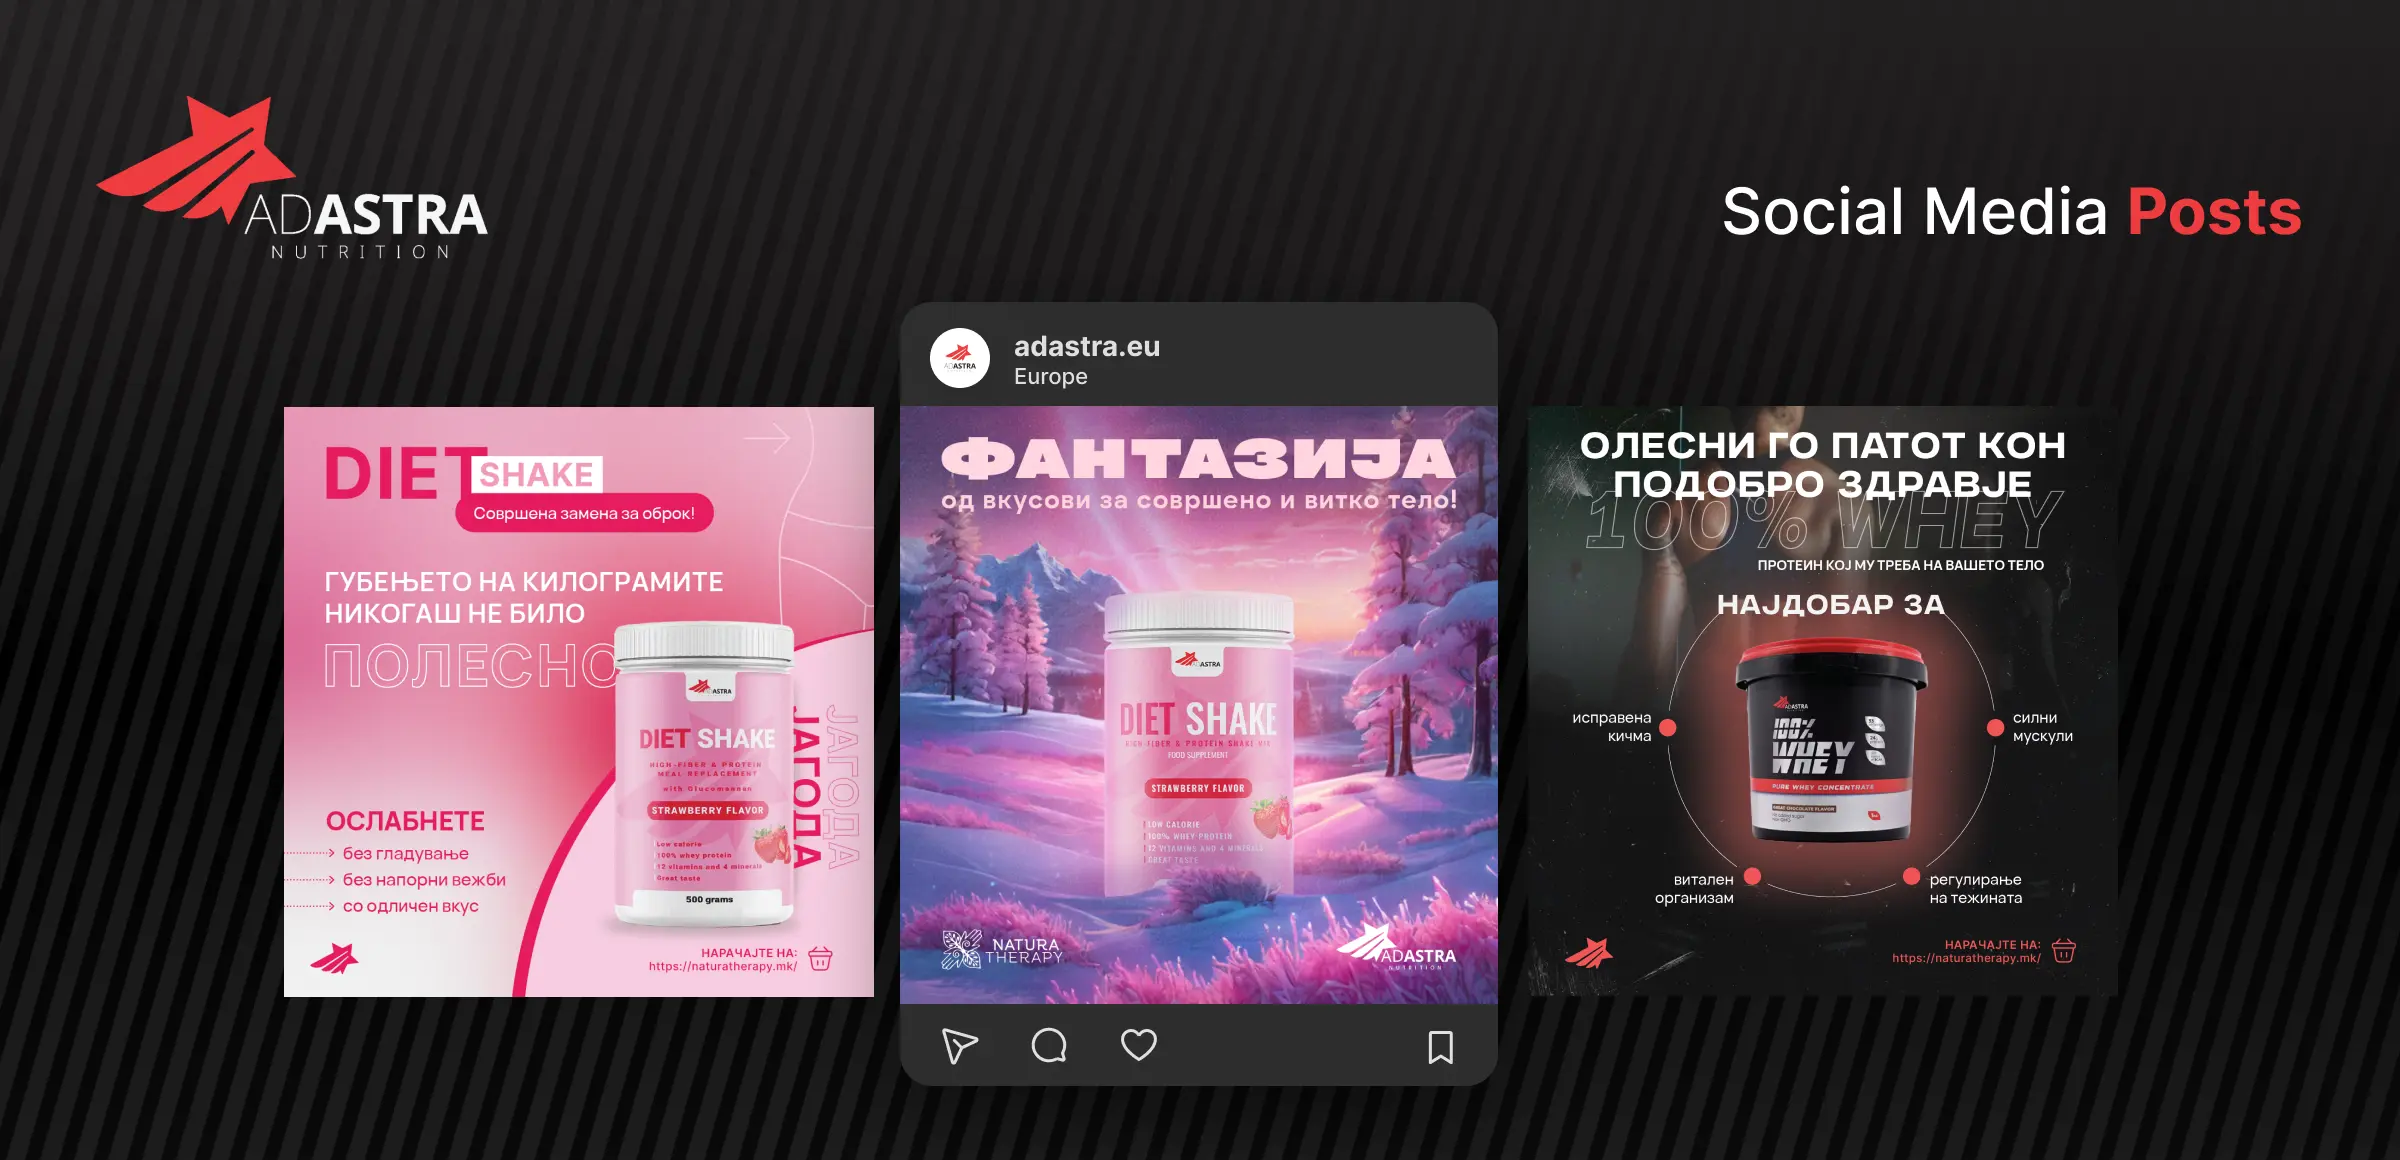 ADASTRA
NUTRITION
Social Media Posts
DIET
SHAKE
Совршена замена за оброк!
ГУБЕЊЕТО НА КИЛОГРАМИТЕ
НИКОГАШ НЕ БИЛО
ПОЛЕСНО
ADASTRA
DIET SHAKE
HIGH-FIBER & PROTEIN
MEAL REPLACEMENT
with Glucomannan
STRAWBERRY FLAVOR
Low calorie
100% whey protein
12 vitamins and 4 minerals
Great taste
500 grams
ЈАГОДА
ЈАГОДА
ОСЛАБНЕТЕ
без гладување
без напорни вежби
со одличен вкус
НАРАЧАЈТЕ НА:
https://naturatherapy.mk/
ADASTRA
adastra.eu
Europe
ФАНТАЗИЈА
од вкусови за совршено и витко тело!
ADASTRA
DIET SHAKE
HIGH-FIBER & PROTEIN SHAKE MIX
FOOD SUPPLEMENT
STRAWBERRY FLAVOR
LOW CALORIE
100% WHEY PROTEIN
12 VITAMINS AND 4 MINERALS
GREAT TASTE
NATURA
THERAPY
ADASTRA
NUTRITION
ОЛЕСНИ ГО ПАТОТ КОН
ПОДОБРО ЗДРАВЈЕ
100% WHEY
ПРОТЕИН КОЈ МУ ТРЕБА НА ВАШЕТО ТЕЛО
НАЈДОБАР ЗА
исправена
кичма
силни
мускули
ADASTRA
100%
WHEY
WHEY
PURE WHEY CONCENTRATE
GREAT CHOCOLATE FLAVOR
витален
организам
регулирање
на тежината
НАРАЧАЈТЕ НА:
https://naturatherapy.mk/